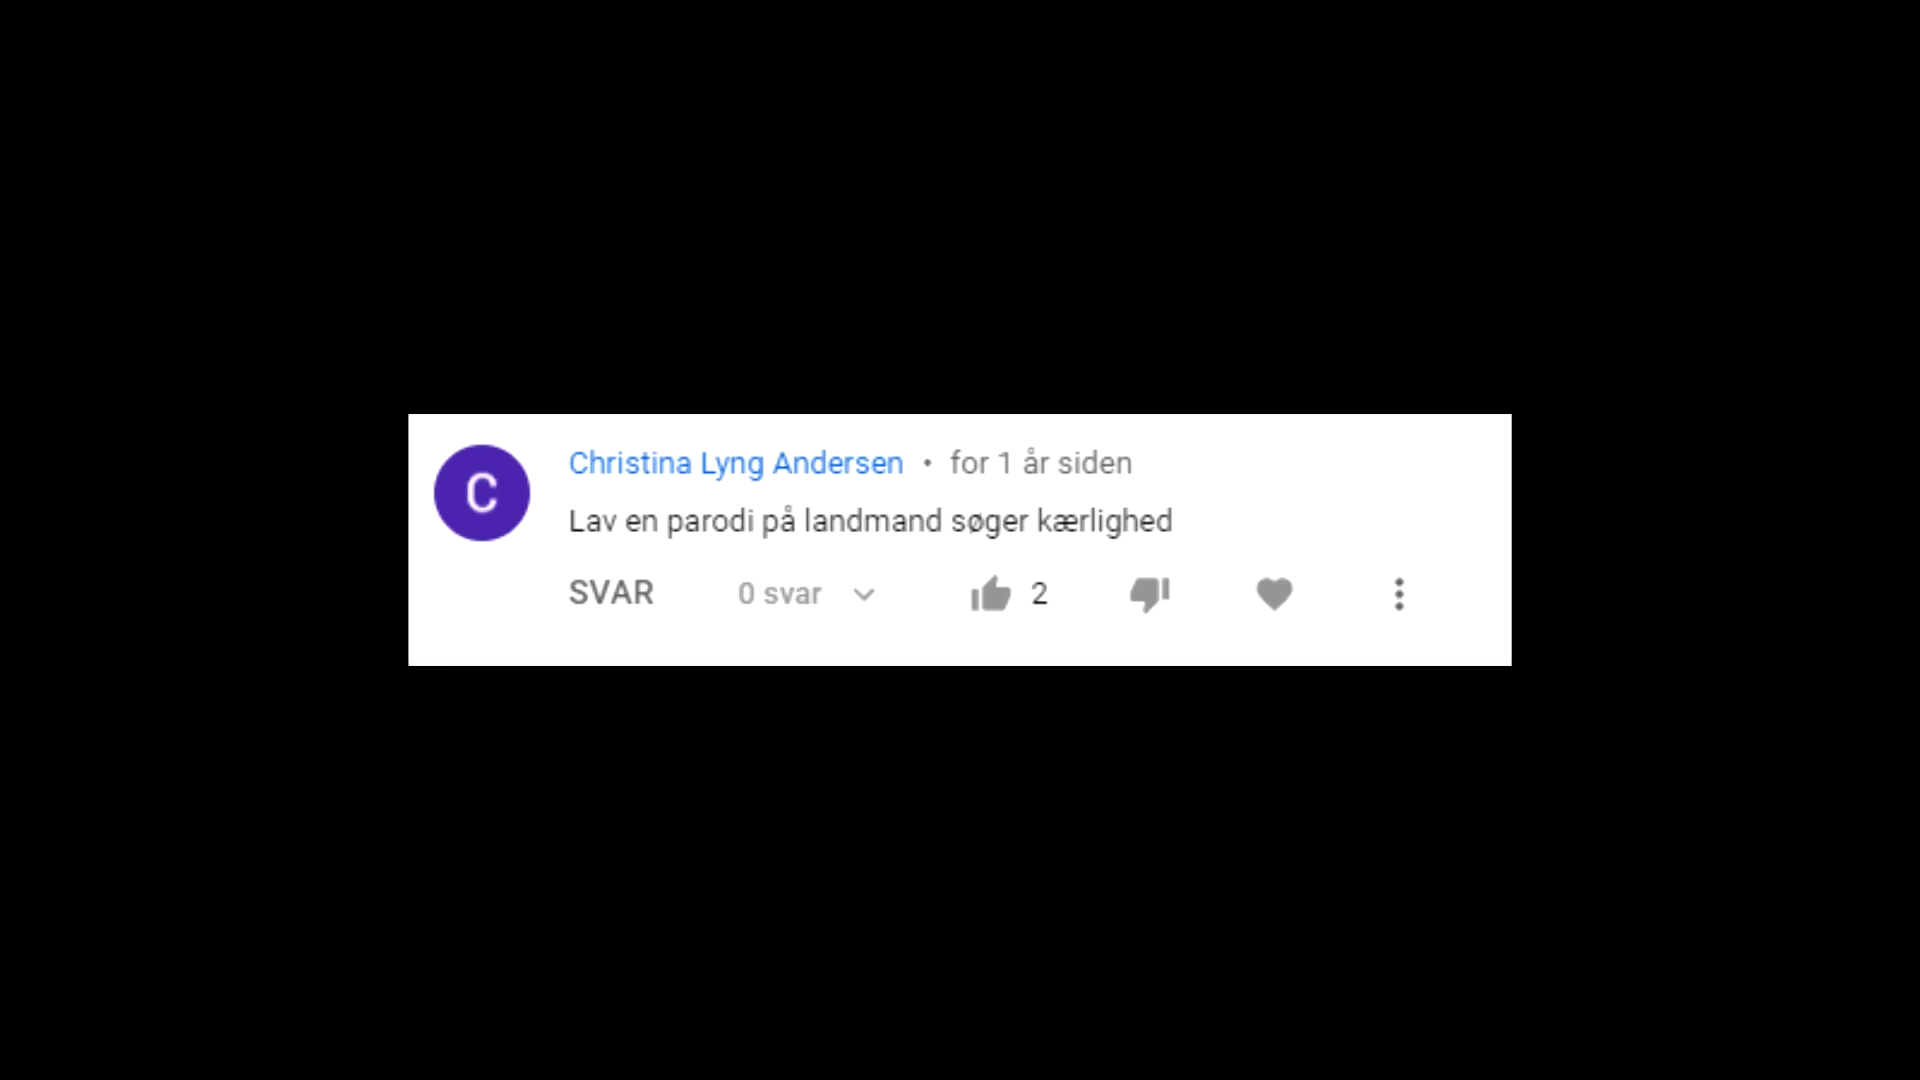 C
Christina Lyng Andersen • for 1 år siden
Lav en parodi på landmand søger kærlighed
SVAR 0 svar 2